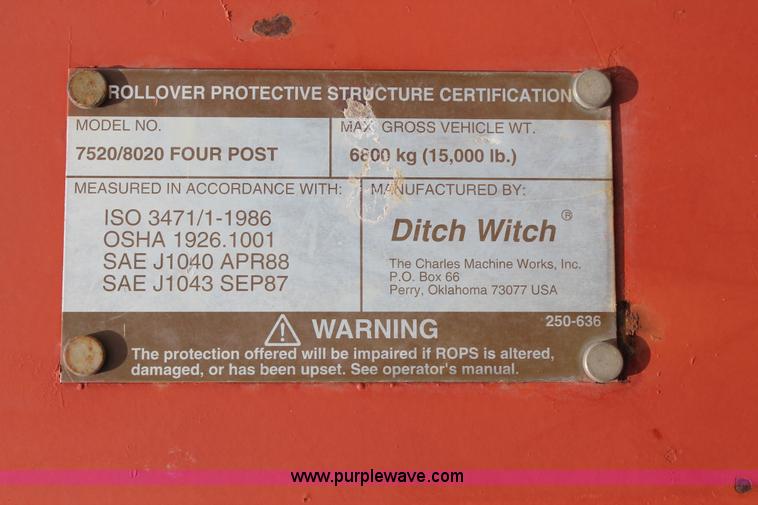 ROLLOVER PROTECTIVE STRUCTURE CERTIFICATION
MODEL NO.
7520/8020 FOUR POST
MAX. GROSS VEHICLE WT.
6800 kg (15,000 lb.)
MEASURED IN ACCORDANCE WITH:
ISO 3471/1-1986
OSHA 1926.1001
SAE J1040 APR88
SAE J1043 SEP87
MANUFACTURED BY:
Ditch Witch®
The Charles Machine Works, Inc.
P.O. Box 66
Perry, Oklahoma 73077 USA
250-636
WARNING
The protection offered will be impaired if ROPS is altered,
damaged, or has been upset. See operator's manual.
www.purplewave.com